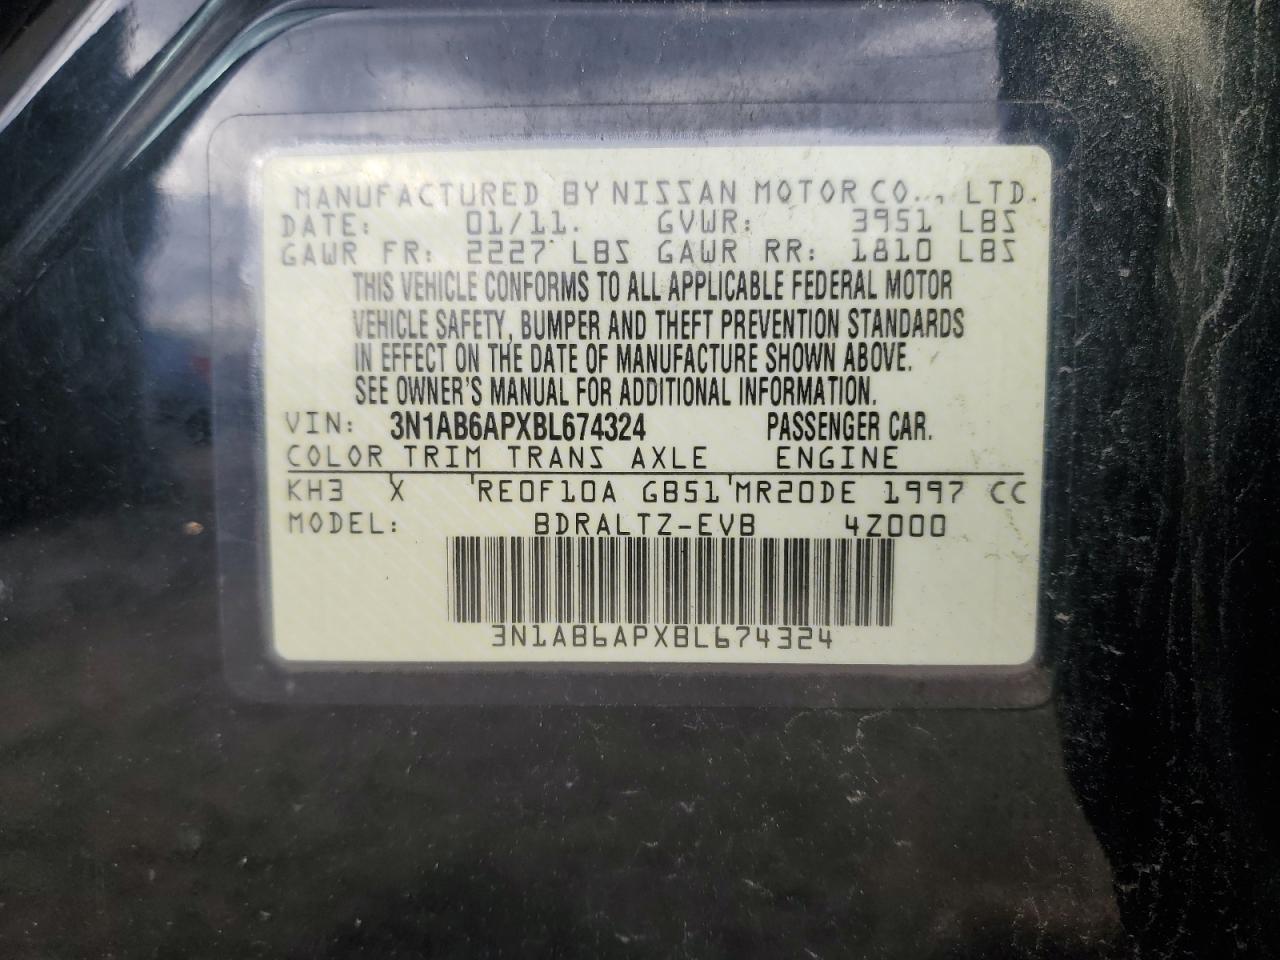 MANUFACTURED BY NISSAN MOTOR CO., LTD.
DATE: 01/11. GVWR: 3951 LBS
GAWR FR: 2227 LBS GAWR RR: 1810 LBS
THIS VEHICLE CONFORMS TO ALL APPLICABLE FEDERAL MOTOR
VEHICLE SAFETY, BUMPER AND THEFT PREVENTION STANDARDS
IN EFFECT ON THE DATE OF MANUFACTURE SHOWN ABOVE.
SEE OWNER'S MANUAL FOR ADDITIONAL INFORMATION.
VIN: 3N1AB6APXBL674324 PASSENGER CAR.
COLOR TRIM TRANS AXLE ENGINE
KH3 X RE0F10A GB51 MR20DE 1997 CC
MODEL: BDRALTZ-EVB 4Z000
3N1AB6APXBL674324